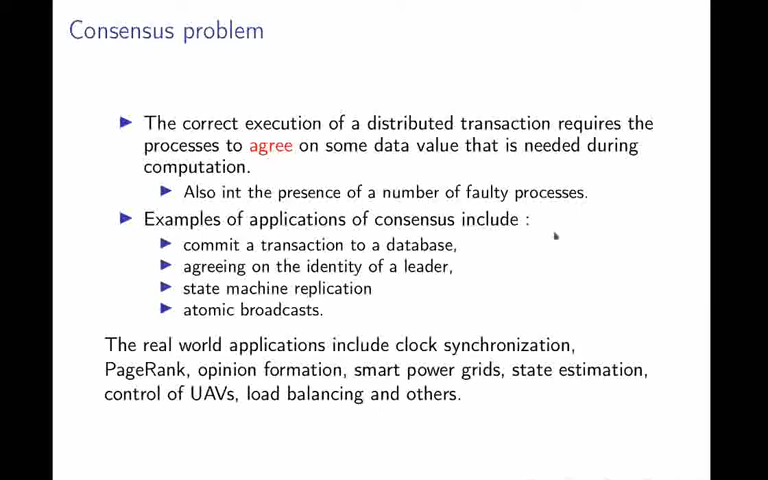 Consensus problem
The correct execution of a distributed transaction requires the
processes to agree on some data value that is needed during
computation.
Also int the presence of a number of faulty processes.
Examples of applications of consensus include :
commit a transaction to a database,
agreeing on the identity of a leader,
state machine replication
atomic broadcasts.
The real world applications include clock synchronization,
PageRank, opinion formation, smart power grids, state estimation,
control of UAVs, load balancing and others.